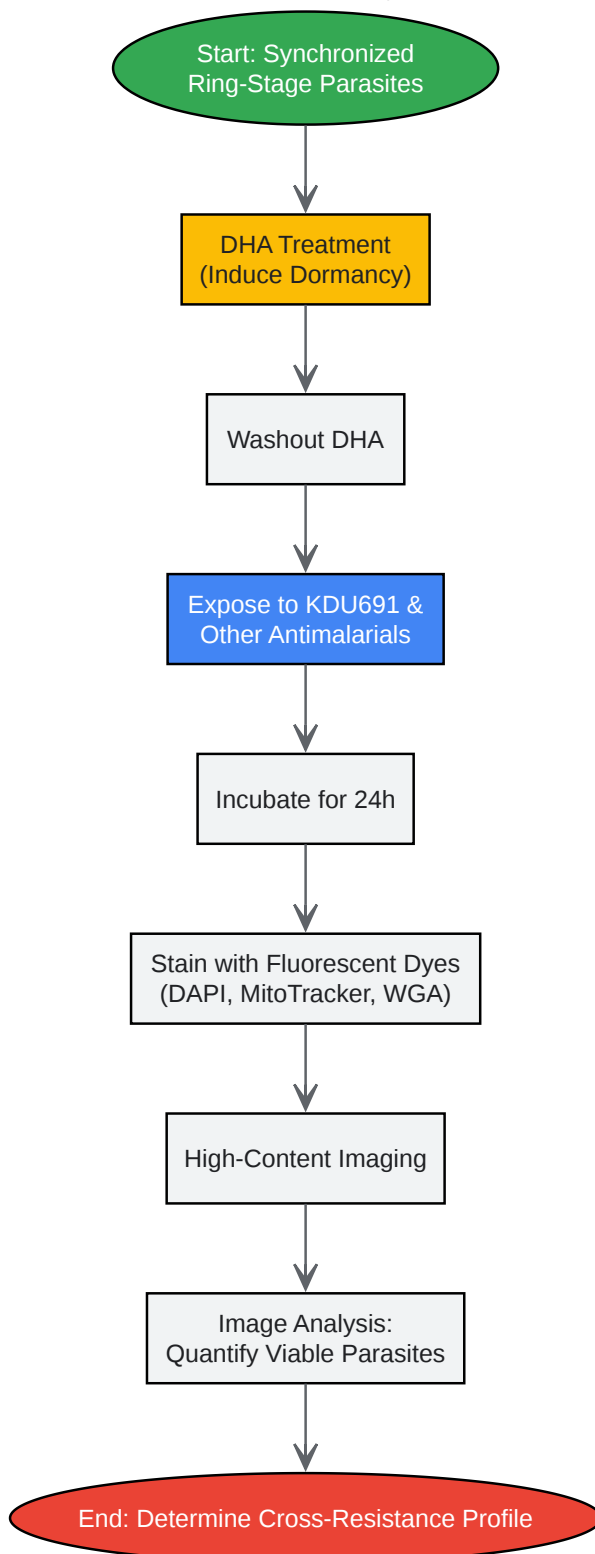 Start: Synchronized
Ring-Stage Parasites
DHA Treatment
(Induce Dormancy)
Washout DHA
Expose to KDU691 &
Other Antimalarials
Incubate for 24h
Stain with Fluorescent Dyes
(DAPI, MitoTracker, WGA)
High-Content Imaging
Image Analysis:
Quantify Viable Parasites
End: Determine Cross-Resistance Profile